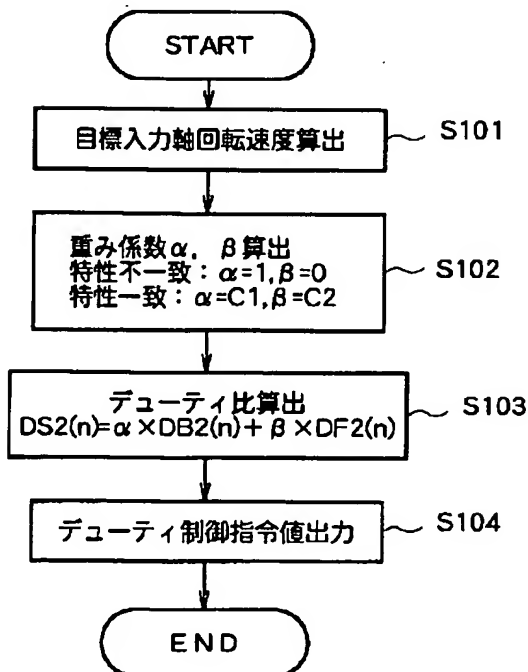 START
目標入力軸回転速度算出
S101
重み係数α, β算出
特性不一致：α=1,β=0
特性一致：α=C1,β=C2
S102
デューティ比算出
DS2(n)=α×DB2(n)+β×DF2(n)
S103
デューティ制御指令値出力
S104
END